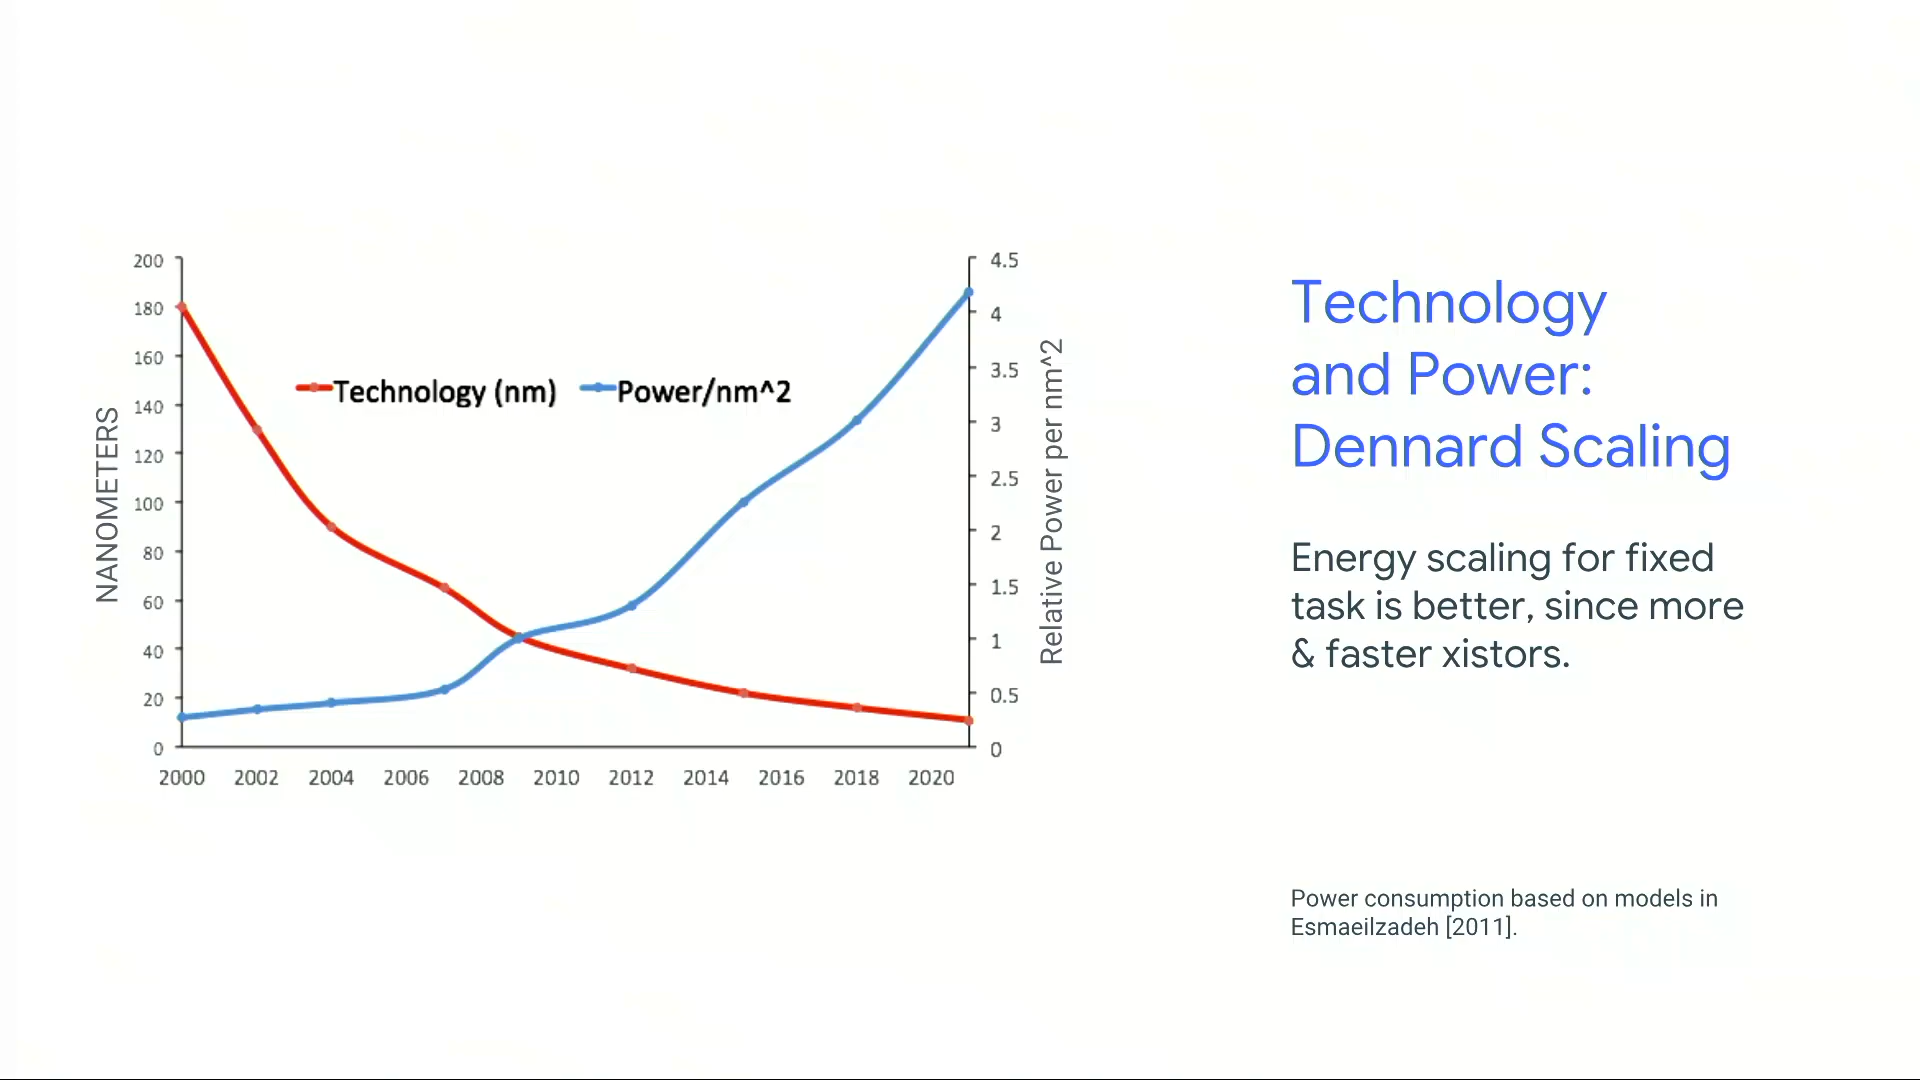 Technology
and Power:
Dennard Scaling
Energy scaling for fixed
task is better, since more
& faster xistors.
Power consumption based on models in
Esmaeilzadeh [2011].
Technology (nm)
Power/nm^2
NANOMETERS
200
180
160
140
120
100
80
60
40
20
0
2000 2002 2004 2006 2008 2010 2012 2014 2016 2018 2020
4.5
4
3.5
3
2.5
2
1.5
1
0.5
0
Relative Power per nm^2